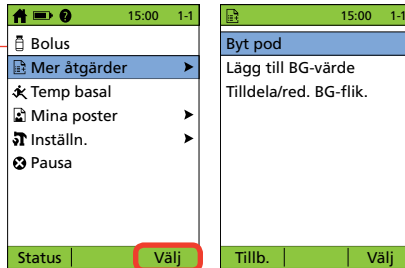 15:00 1-1
Bolus
Mer åtgärder
Temp basal
Mina poster
Inställn.
Pausa
Status Välj
15:00 1-1
Byt pod
Lägg till BG-värde
Tilldela/red. BG-flik.
Tillb. Välj